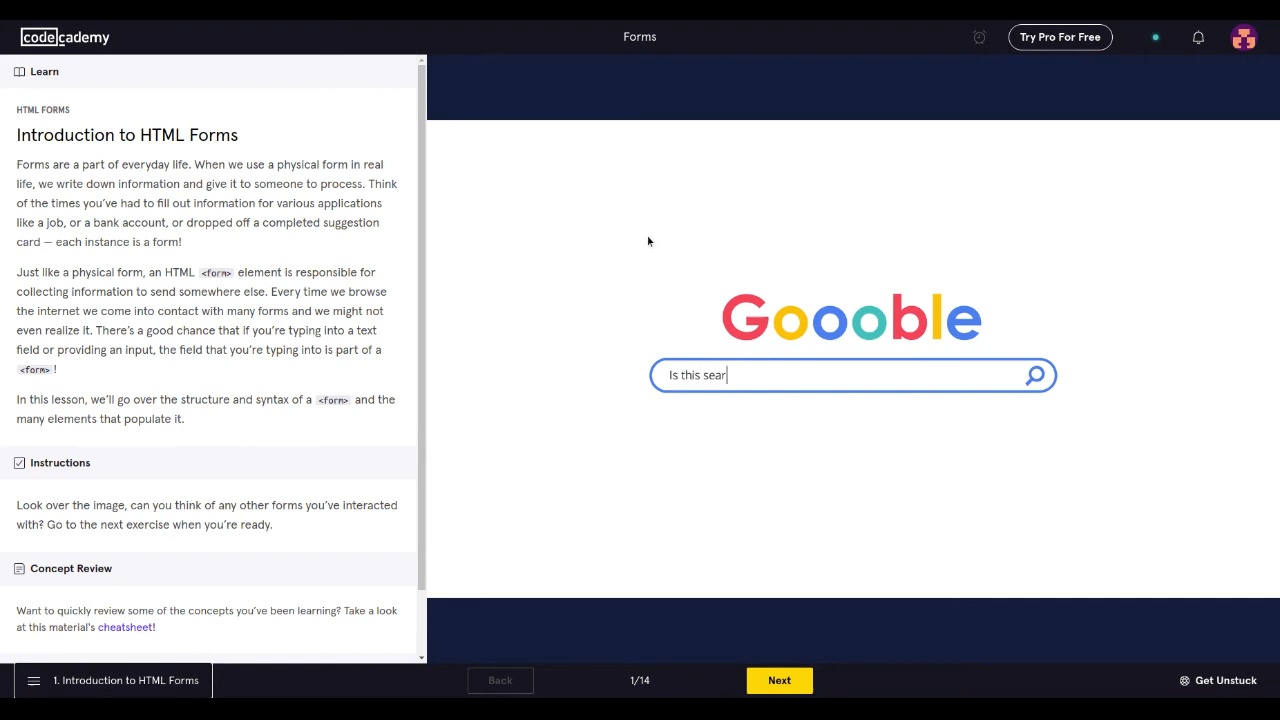 codecademy
Forms
Try Pro For Free
Learn
HTML FORMS
Introduction to HTML Forms
Forms are a part of everyday life. When we use a physical form in real
life, we write down information and give it to someone to process. Think
of the times you've had to fill out information for various applications
like a job, or a bank account, or dropped off a completed suggestion
card — each instance is a form!
Just like a physical form, an HTML <form> element is responsible for
collecting information to send somewhere else. Every time we browse
the internet we come into contact with many forms and we might not
even realize it. There's a good chance that if you're typing into a text
field or providing an input, the field that you're typing into is part of a
<form> !
In this lesson, we'll go over the structure and syntax of a <form> and the
many elements that populate it.
Instructions
Look over the image, can you think of any other forms you've interacted
with? Go to the next exercise when you're ready.
Concept Review
Want to quickly review some of the concepts you've been learning? Take a look
at this material's cheatsheet!
Goooble
Is this sear
1. Introduction to HTML Forms
Back
1/14
Next
Get Unstuck